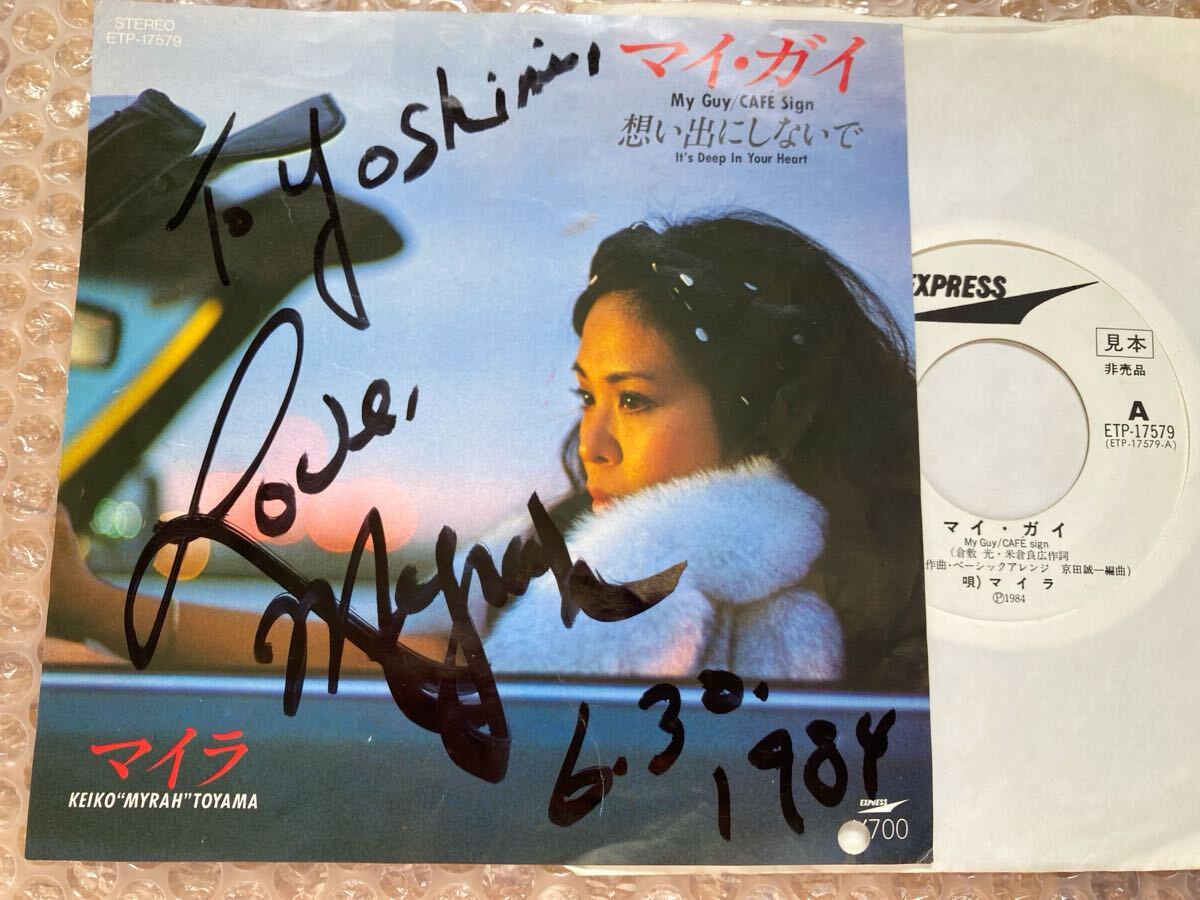 STEREO
ETP-17579
マイ・ガイ
My Guy/CAFÉ Sign
想い出にしないで
It's Deep In Your Heart
To Yoshimi,
Love,
Myrah
6.30.
1984
マイラ
KEIKO“MYRAH”TOYAMA
EXPRESS
¥700
EXPRESS
見本
非売品
A
ETP-17579
(ETP-17579-A)
マイ・ガイ
My Guy/CAFÉ sign
(倉敷 光・米倉良広作詞
作曲・ベーシックアレンジ 京田誠一編曲)
唄)マイラ
Ⓟ1984